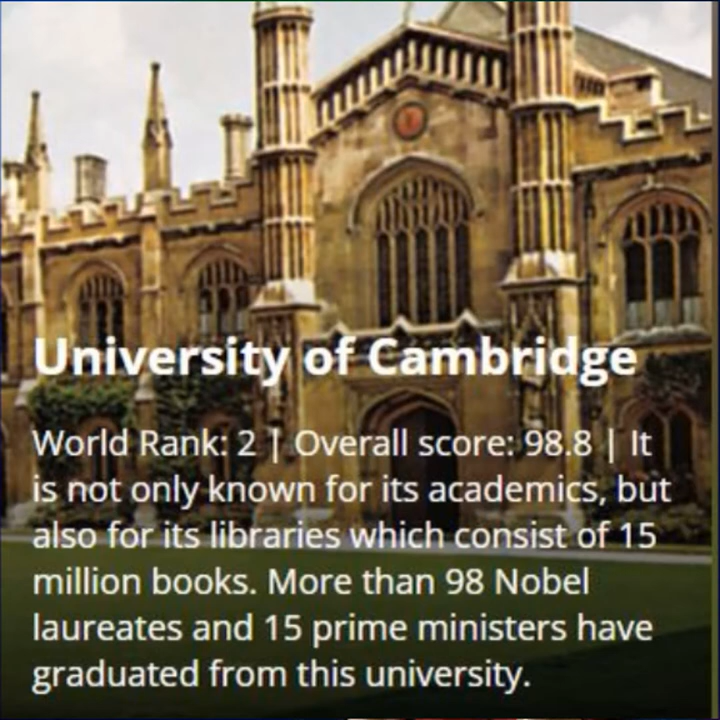 University of Cambridge
World Rank: 2 | Overall score: 98.8 | It
is not only known for its academics, but
also for its libraries which consist of 15
million books. More than 98 Nobel
laureates and 15 prime ministers have
graduated from this university.